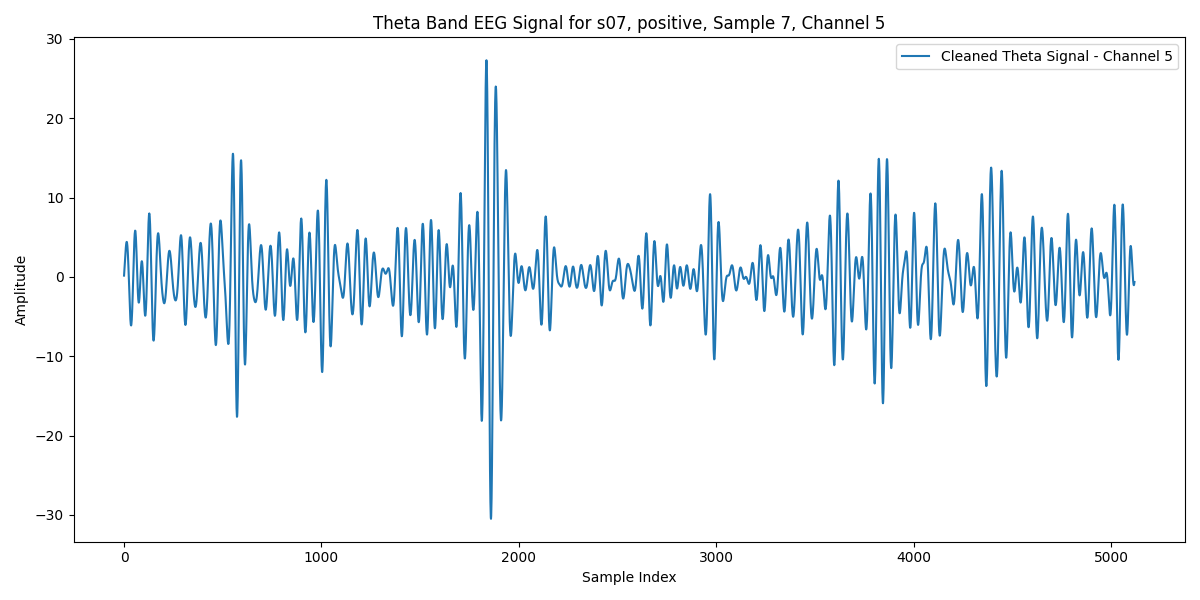 Theta Band EEG Signal for s07, positive, Sample 7, Channel 5
Cleaned Theta Signal - Channel 5
30
20
10
0
−10
−20
−30
Amplitude
0 1000 2000 3000 4000 5000
Sample Index